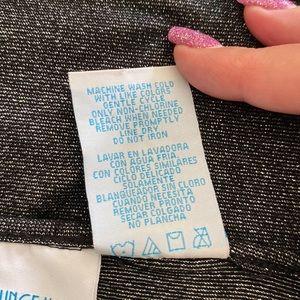 MACHINE WASH COLD
WITH LIKE COLORS
GENTLE CYCLE
ONLY NON-CHLORINE
BLEACH WHEN NEEDED
REMOVE PROMPTLY
LINE DRY
DO NOT IRON
LAVAR EN LAVADORA
CON AGUA FRIA,
CON COLORES SIMILARES
CICLO DELICADO
SOLAMENTE
BLANQUEADOR SIN CLORO
CUANDO NECESITA
REMOVER PRONTO
SECAR COLGADO
NO PLANCHA